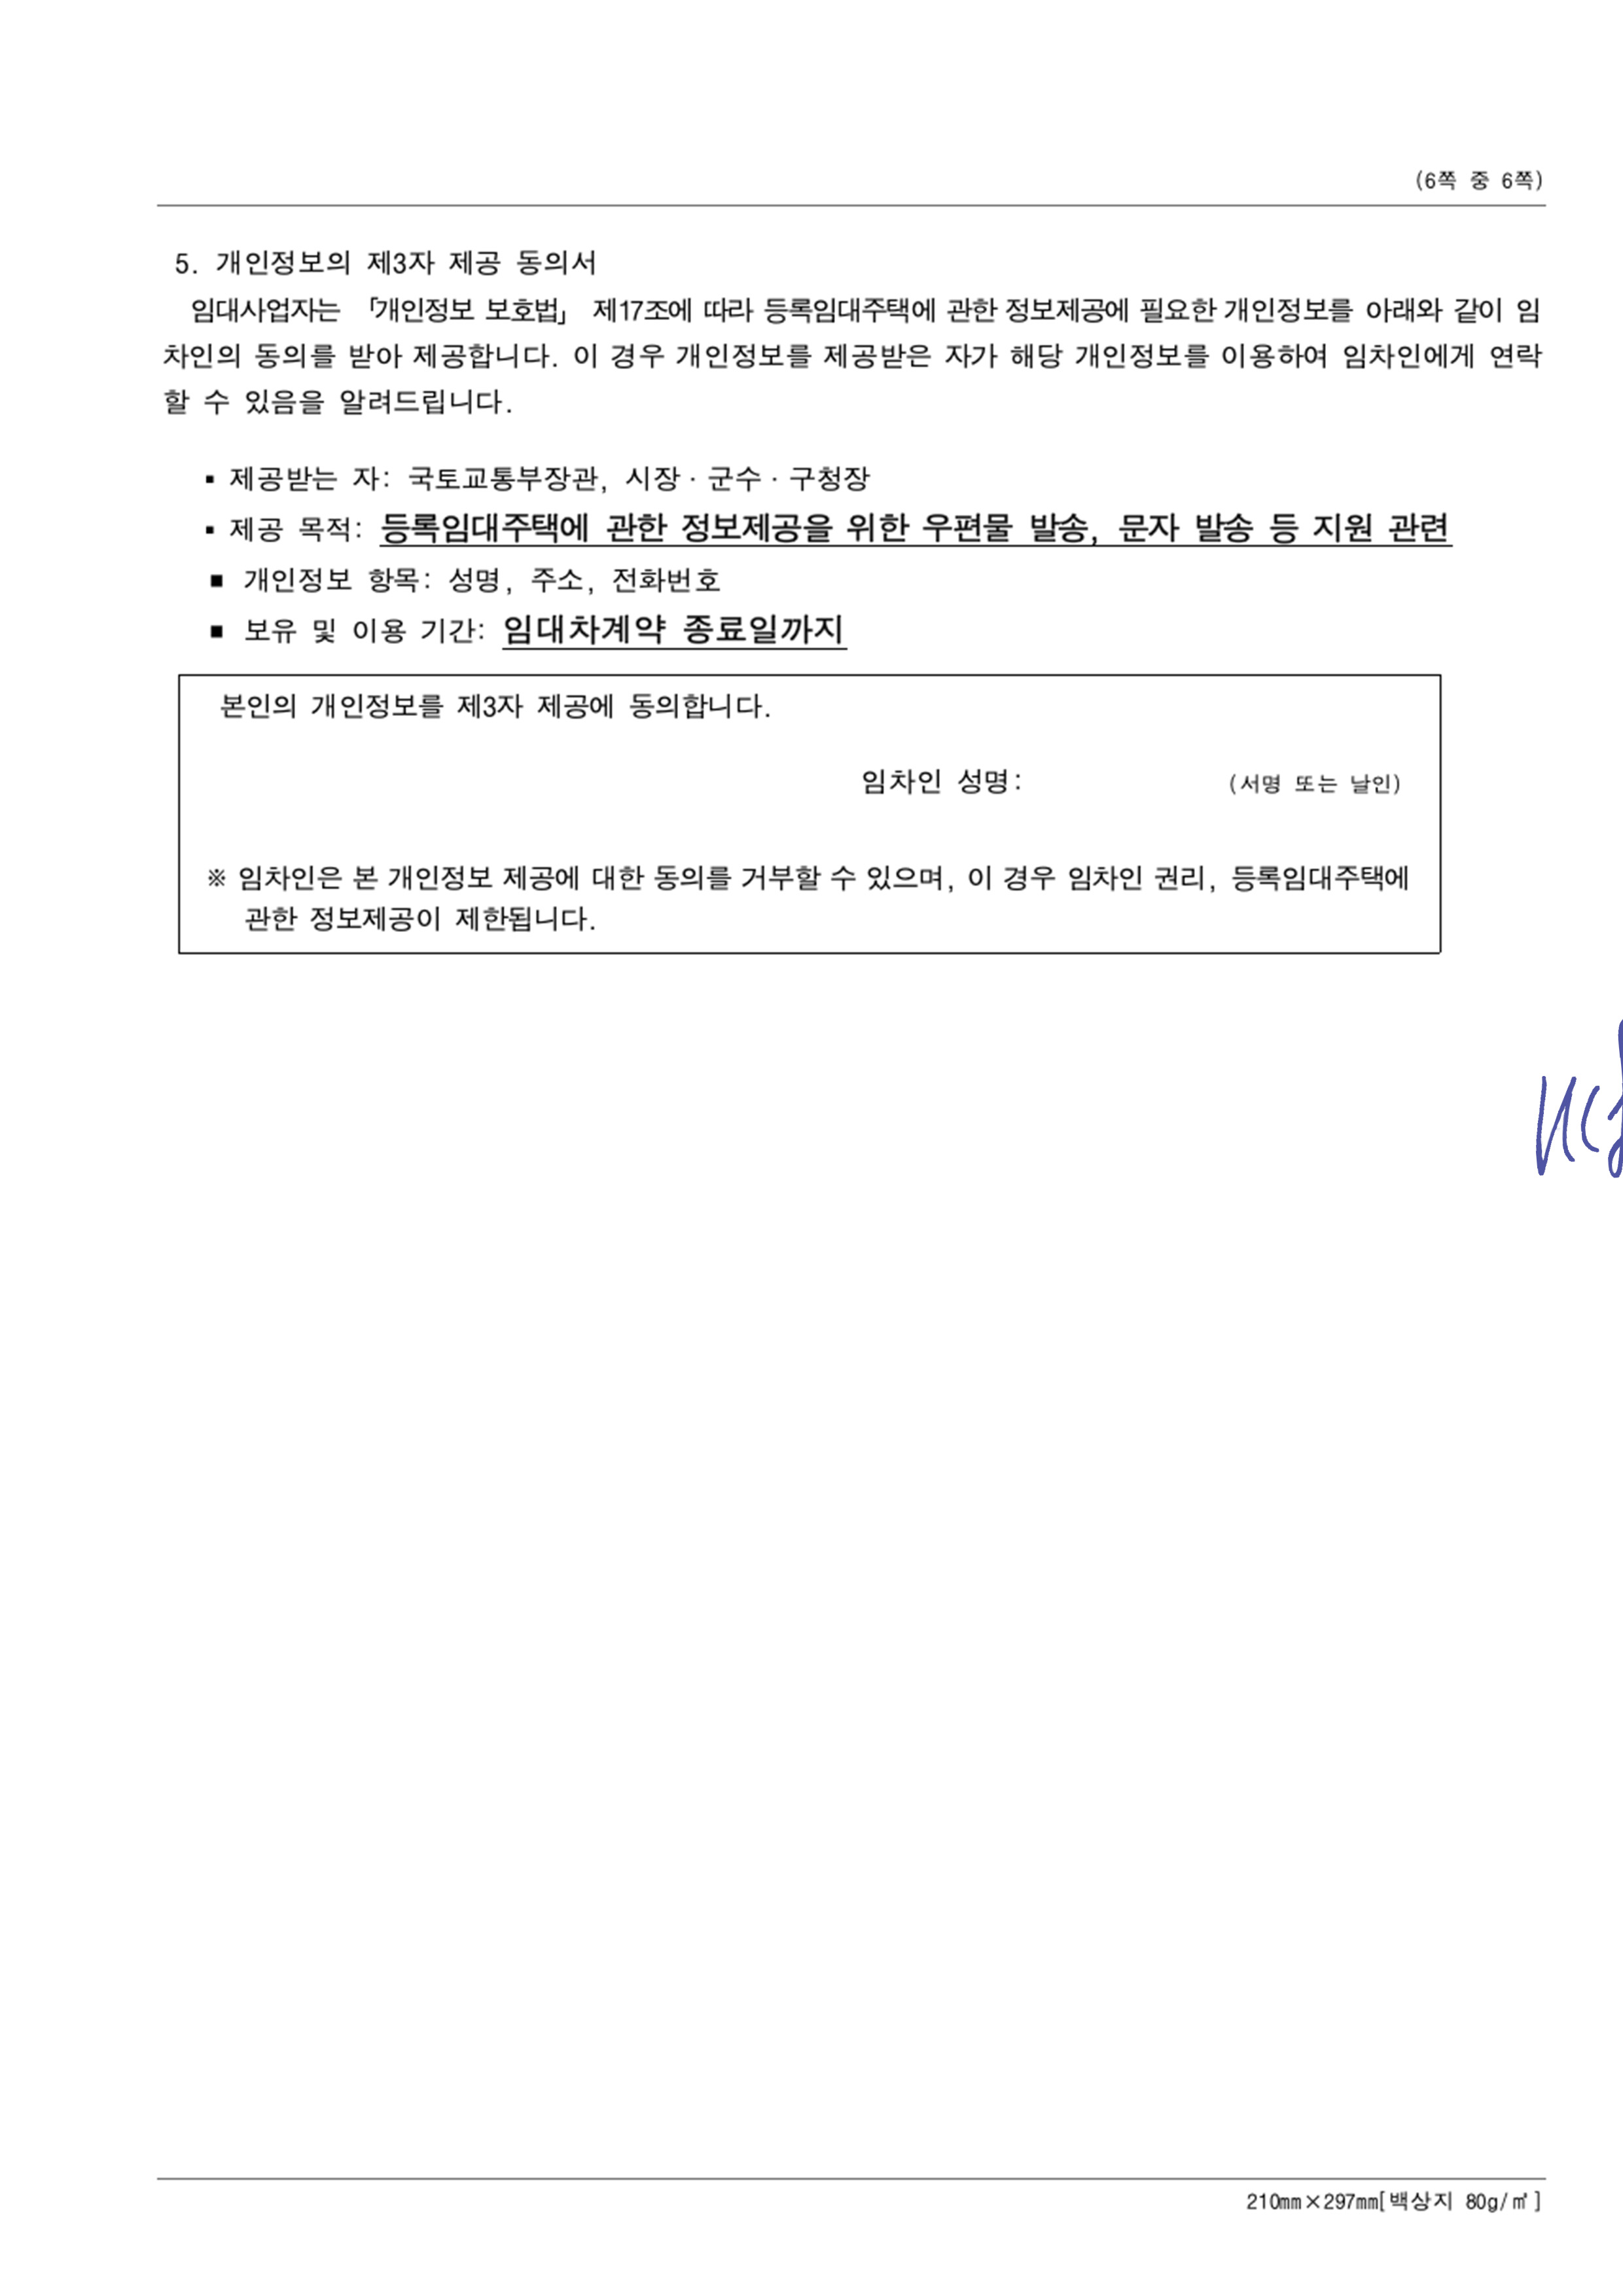 (6쪽 중 6쪽)
5. 개인정보의 제3자 제공 동의서
임대사업자는 「개인정보 보호법」 제17조에 따라 등록임대주택에 관한 정보제공에 필요한 개인정보를 아래와 같이 임
차인의 동의를 받아 제공합니다. 이 경우 개인정보를 제공받은 자가 해당 개인정보를 이용하여 임차인에게 연락
할 수 있음을 알려드립니다.
▪ 제공받는 자: 국토교통부장관, 시장·군수·구청장
▪ 제공 목적: 등록임대주택에 관한 정보제공을 위한 우편물 발송, 문자 발송 등 지원 관련
■ 개인정보 항목: 성명, 주소, 전화번호
■ 보유 및 이용 기간: 임대차계약 종료일까지
본인의 개인정보를 제3자 제공에 동의합니다.
임차인 성명: (서명 또는 날인)
※ 임차인은 본 개인정보 제공에 대한 동의를 거부할 수 있으며, 이 경우 임차인 권리, 등록임대주택에
관한 정보제공이 제한됩니다.
210㎜×297㎜[백상지 80g/㎡]